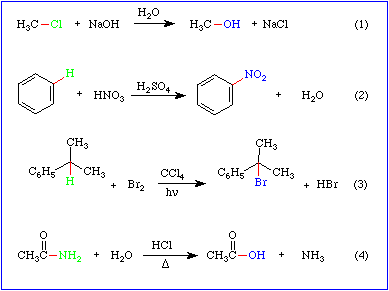 H₂O
H₃C—Cl + NaOH → H₃C—OH + NaCl (1)
H NO₂
H₂SO₄
+ HNO₃ → + H₂O (2)
CH₃ CH₃
C₆H₅ CH₃ CCl₄ C₆H₅ CH₃
H + Br₂ → Br + HBr (3)
hν
O O
HCl
CH₃C—NH₂ + H₂O → CH₃C—OH + NH₃ (4)
Δ